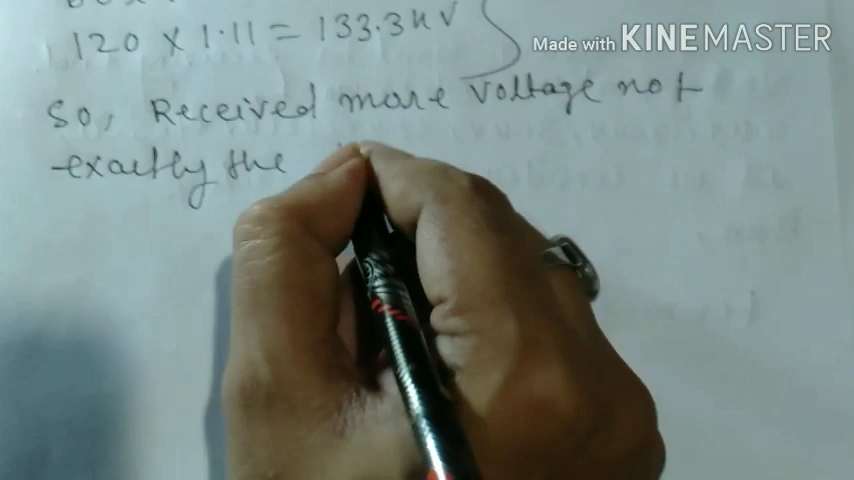 120 × 1.11 = 133.3 kV
Made with KINEMASTER
So, Received more voltage not
exactly the